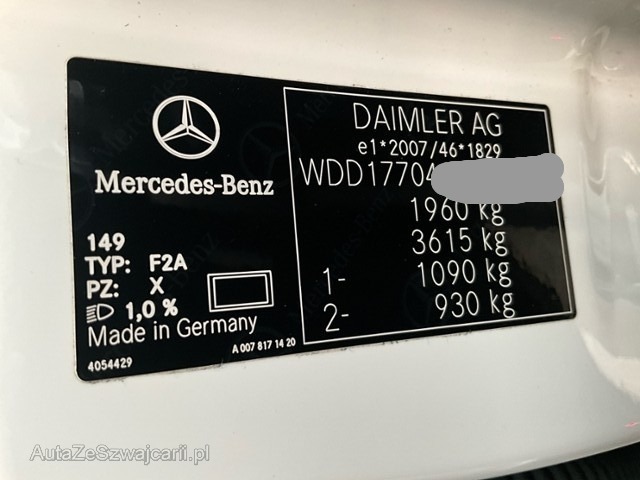 Mercedes-Benz
149
TYP: F2A
PZ: X
1,0 %
Made in Germany
4054429
A 007 817 14 20
DAIMLER AG
e1*2007/46*1829
WDD17704
1960 kg
3615 kg
1- 1090 kg
2- 930 kg
AutaZeSzwajcarii.pl